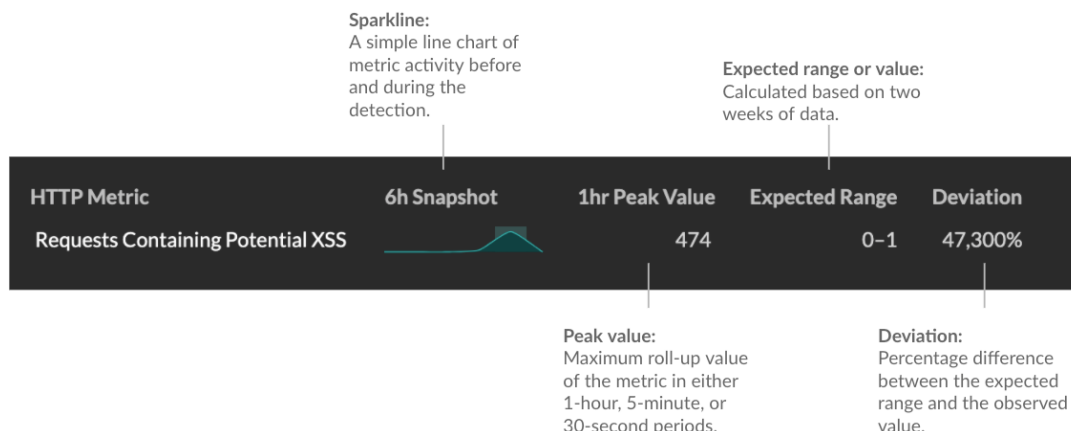 Sparkline:
A simple line chart of
metric activity before
and during the
detection.
Expected range or value:
Calculated based on two
weeks of data.
HTTP Metric
6h Snapshot
1hr Peak Value
Expected Range
Deviation
Requests Containing Potential XSS
474
0–1
47,300%
Peak value:
Maximum roll-up value
of the metric in either
1-hour, 5-minute, or
30-second periods.
Deviation:
Percentage difference
between the expected
range and the observed
value.